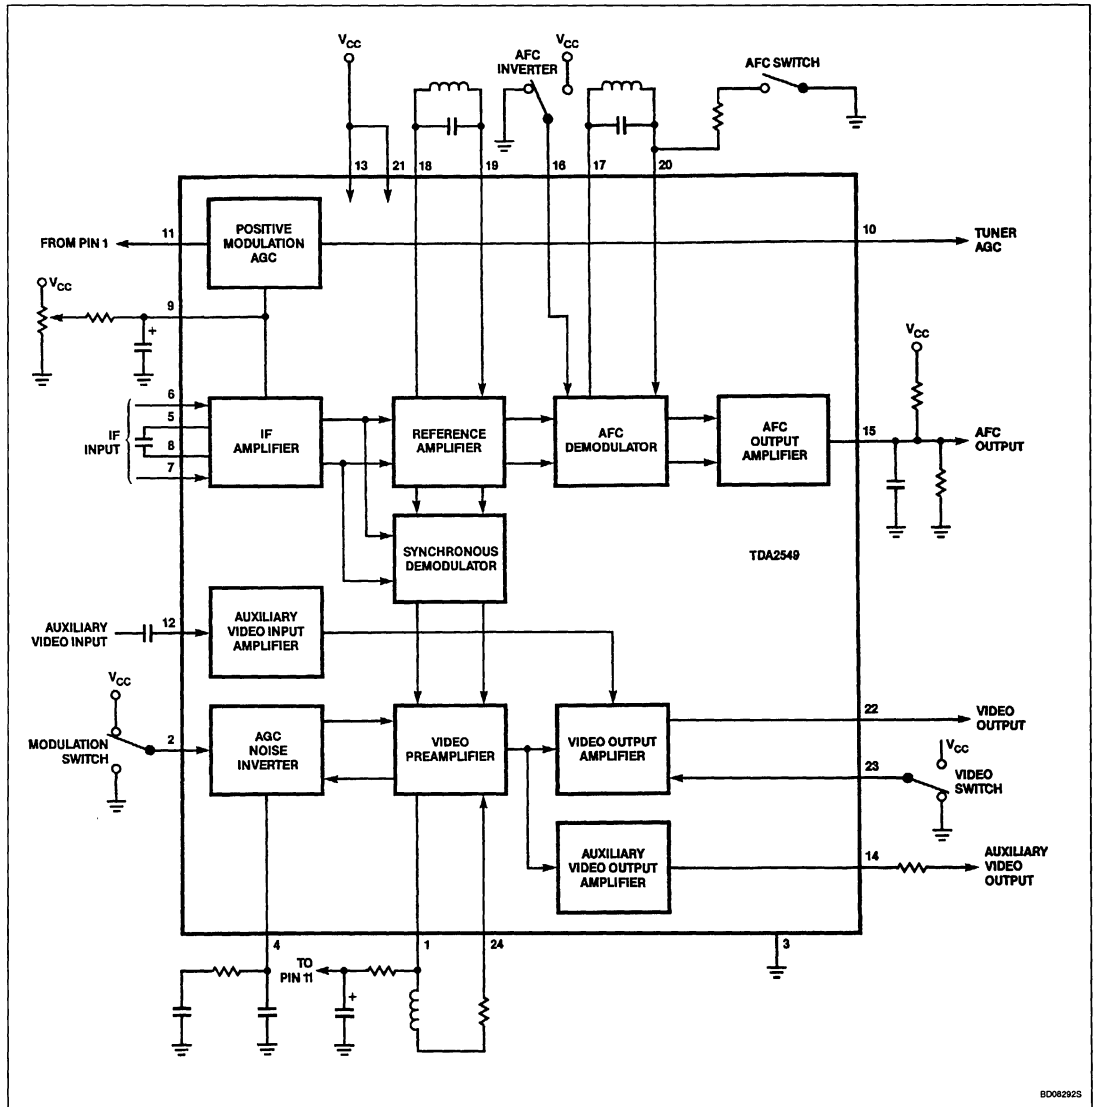 VCC
AFC
INVERTER
VCC
AFC SWITCH
13
21
18
19
16
17
20
FROM PIN 1
11
POSITIVE
MODULATION
AGC
10
TUNER
AGC
VCC
9
+
VCC
6
5
8
7
IF
INPUT
IF
AMPLIFIER
REFERENCE
AMPLIFIER
AFC
DEMODULATOR
AFC
OUTPUT
AMPLIFIER
15
AFC
OUTPUT
SYNCHRONOUS
DEMODULATOR
TDA2549
AUXILIARY
VIDEO INPUT
12
AUXILIARY
VIDEO INPUT
AMPLIFIER
VCC
MODULATION
SWITCH
2
AGC
NOISE
INVERTER
VIDEO
PREAMPLIFIER
VIDEO OUTPUT
AMPLIFIER
22
VIDEO
OUTPUT
23
VCC
VIDEO
SWITCH
AUXILIARY
VIDEO OUTPUT
AMPLIFIER
14
AUXILIARY
VIDEO
OUTPUT
4
1
24
3
TO
PIN 11
+
BD08292S